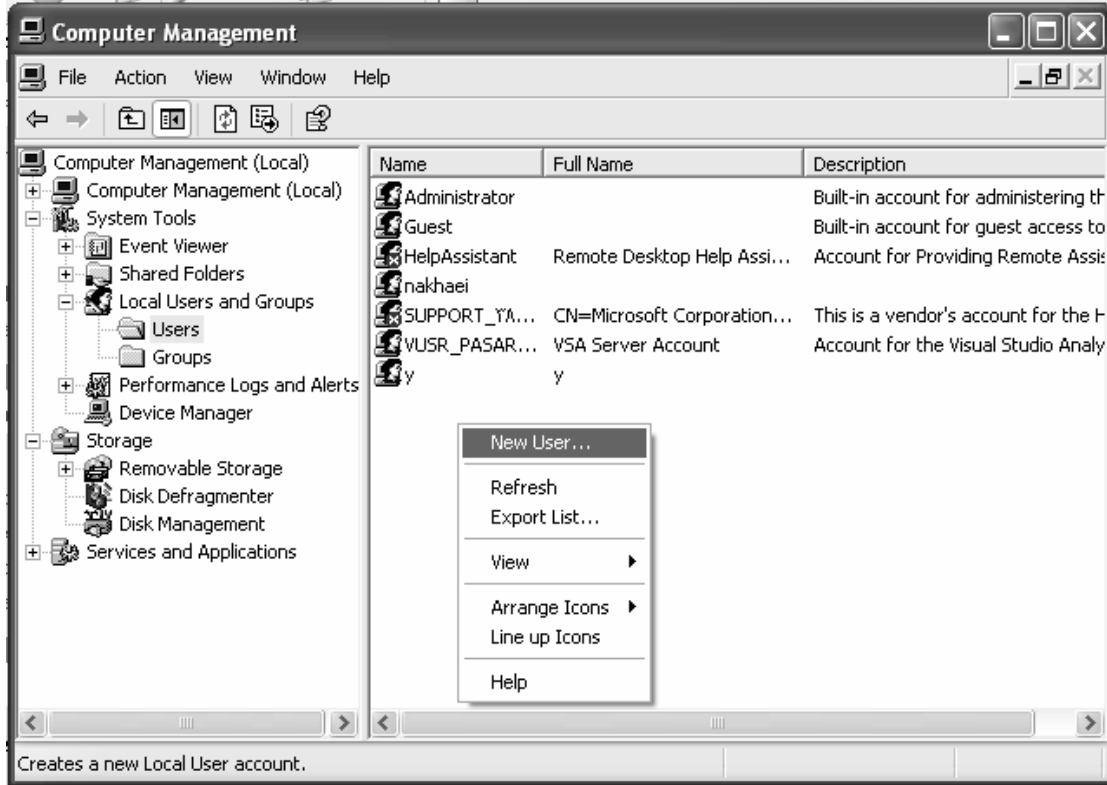 Computer Management
File Action View Window Help
Computer Management (Local)
Computer Management (Local)
System Tools
Event Viewer
Shared Folders
Local Users and Groups
Users
Groups
Performance Logs and Alerts
Device Manager
Storage
Removable Storage
Disk Defragmenter
Disk Management
Services and Applications
Name Full Name Description
Administrator Built-in account for administering th
Guest Built-in account for guest access to
HelpAssistant Remote Desktop Help Assi... Account for Providing Remote Assis
nakhaei
SUPPORT_۳۸... CN=Microsoft Corporation... This is a vendor's account for the H
VUSR_PASAR... VSA Server Account Account for the Visual Studio Analy
y y
New User...
Refresh
Export List...
View
Arrange Icons
Line up Icons
Help
Creates a new Local User account.